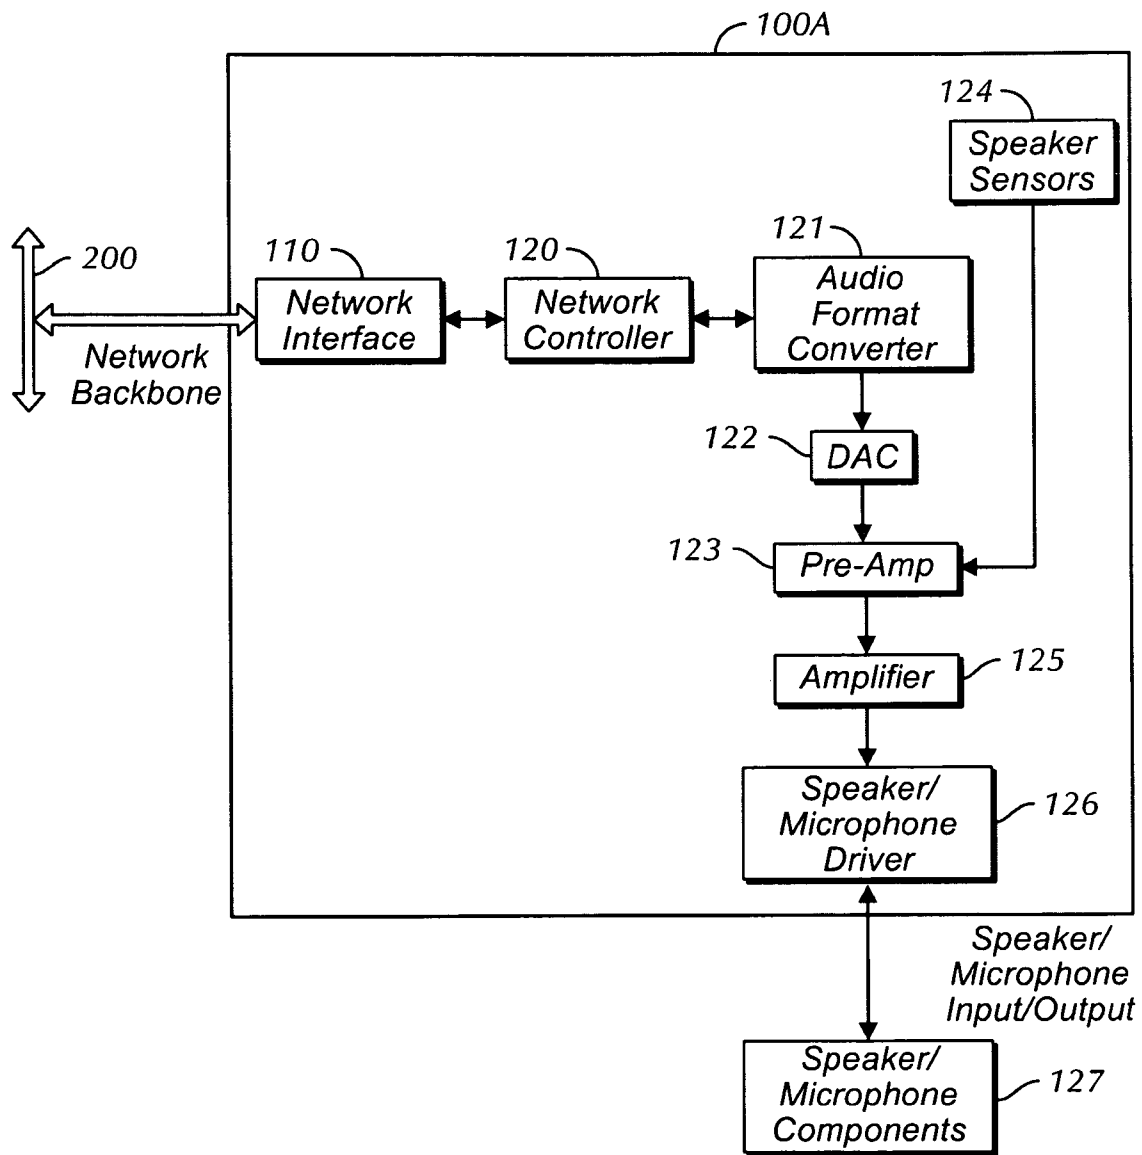 100A
124
Speaker
Sensors
200
110
Network
Interface
120
Network
Controller
121
Audio
Format
Converter
Network
Backbone
122
DAC
123
Pre-Amp
Amplifier
125
Speaker/
Microphone
Driver
126
Speaker/
Microphone
Input/Output
Speaker/
Microphone
Components
127